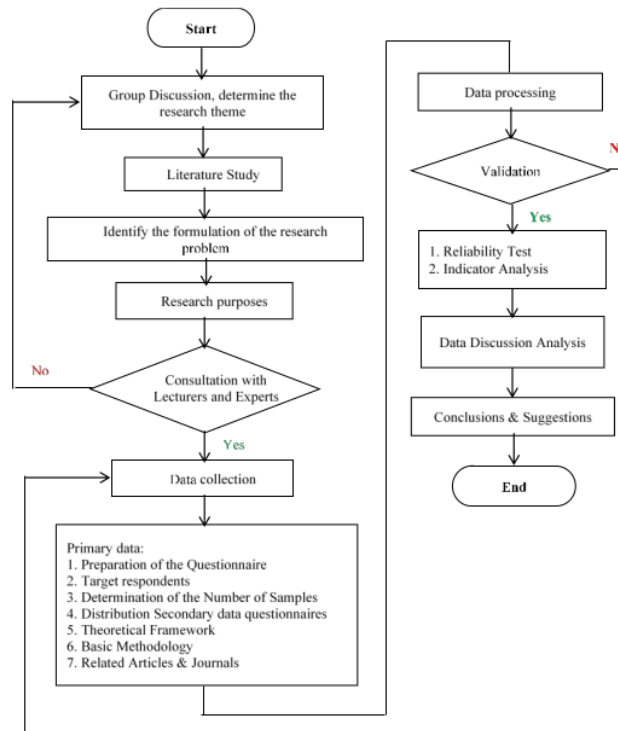 Start
Group Discussion, determine the
research theme
Literature Study
Identify the formulation of the research
problem
Research purposes
No
Consultation with
Lecturers and Experts
Yes
Data collection
Primary data:
1. Preparation of the Questionnaire
2. Target respondents
3. Determination of the Number of Samples
4. Distribution Secondary data questionnaires
5. Theoretical Framework
6. Basic Methodology
7. Related Articles & Journals
Data processing
N
Validation
Yes
1. Reliability Test
2. Indicator Analysis
Data Discussion Analysis
Conclusions & Suggestions
End